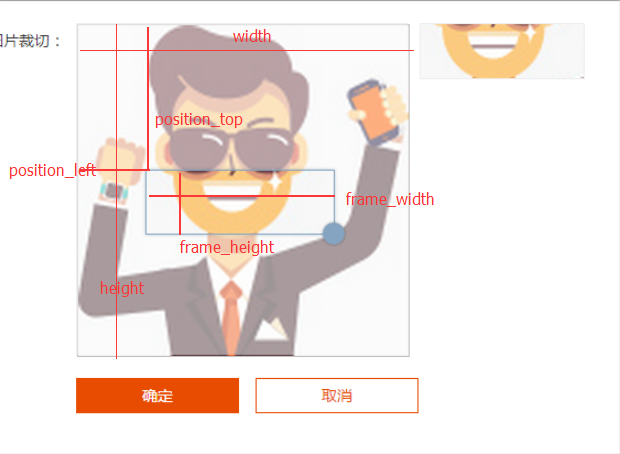 图片裁切：
width
position_top
position_left
frame_width
frame_height
height
确定
取消